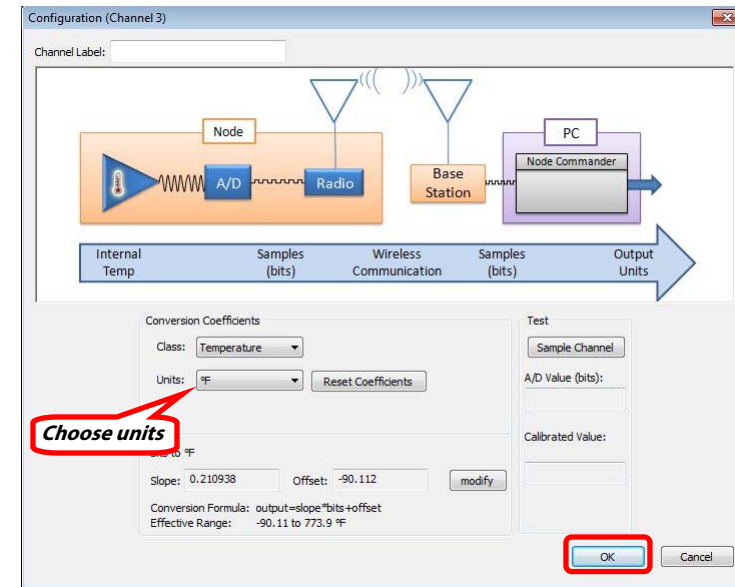 Configuration (Channel 3)
Channel Label:
Node
PC
Node Commander
A/D
Radio
Base
Station
Internal
Temp
Samples
(bits)
Wireless
Communication
Samples
(bits)
Output
Units
Conversion Coefficients
Class: Temperature
Units: °F
Reset Coefficients
Choose units
to °F
Slope: 0.210938
Offset: -90.112
modify
Conversion Formula: output=slope*bits+offset
Effective Range: -90.11 to 773.9 °F
Test
Sample Channel
A/D Value (bits):
Calibrated Value:
OK
Cancel